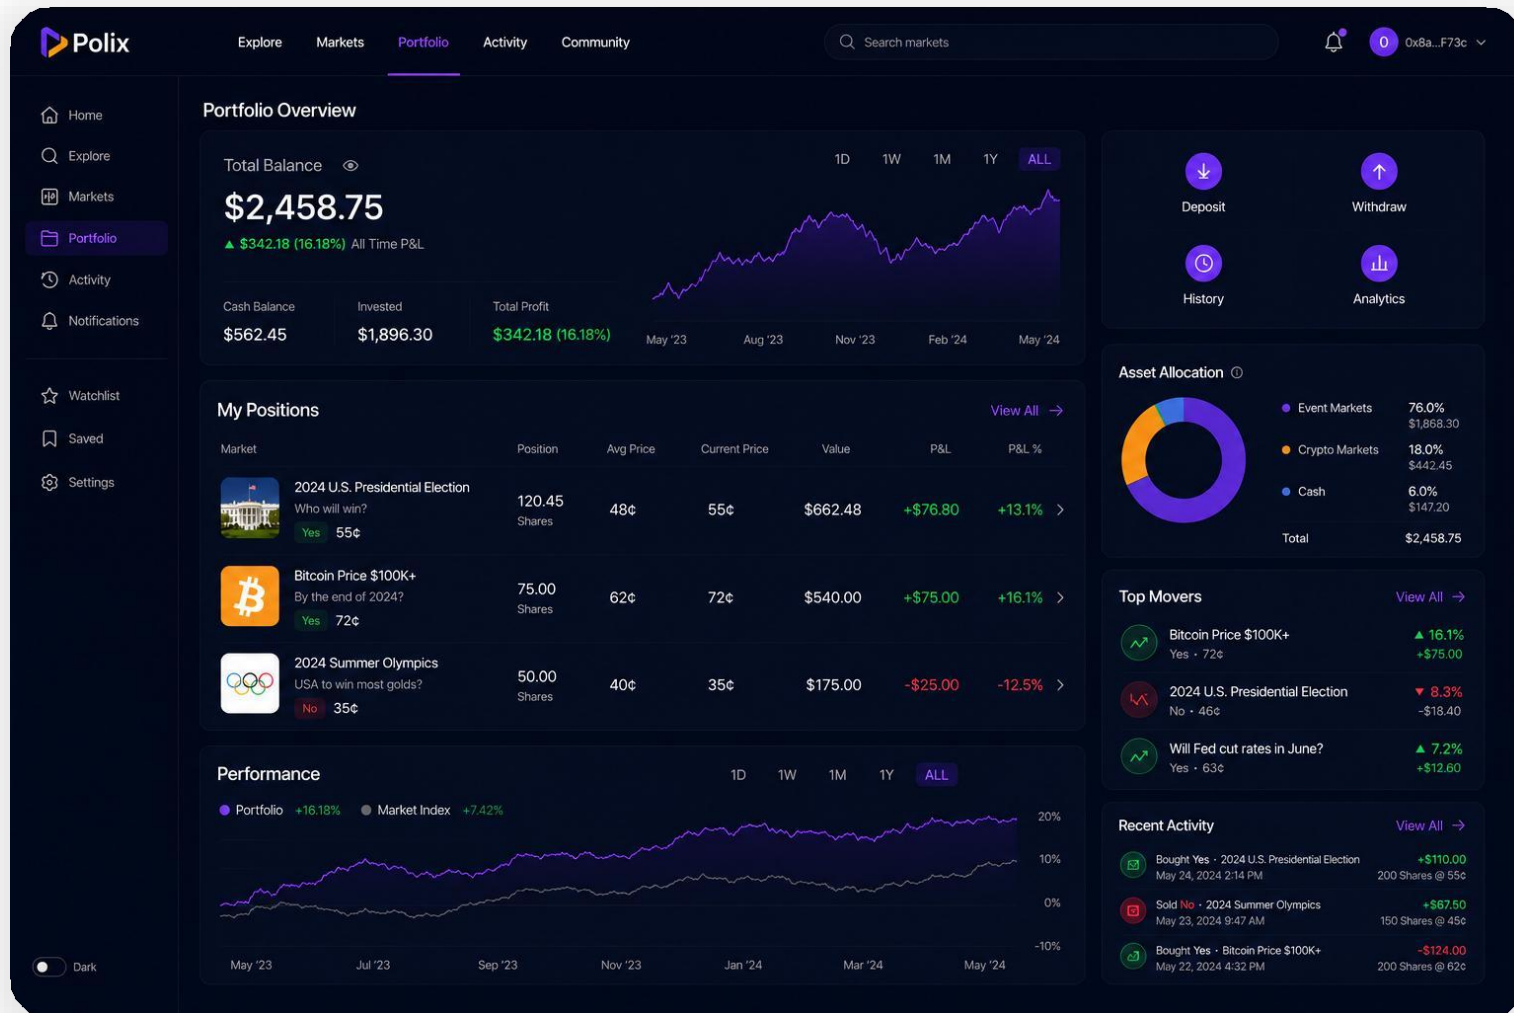 Polix
Explore Markets Portfolio Activity Community
Search markets
0 0x8a...F73c
Home
Explore
Markets
Portfolio
Activity
Notifications
Watchlist
Saved
Settings
Dark
Portfolio Overview
Total Balance
$2,458.75
▲ $342.18 (16.18%) All Time P&L
Cash Balance Invested Total Profit
$562.45 $1,896.30 $342.18 (16.18%)
1D 1W 1M 1Y ALL
May '23 Aug '23 Nov '23 Feb '24 May '24
My Positions View All →
Market Position Avg Price Current Price Value P&L P&L %
2024 U.S. Presidential Election
Who will win?
Yes 55¢
120.45
Shares
48¢ 55¢ $662.48 +$76.80 +13.1%
Bitcoin Price $100K+
By the end of 2024?
Yes 72¢
75.00
Shares
62¢ 72¢ $540.00 +$75.00 +16.1%
2024 Summer Olympics
USA to win most golds?
No 35¢
50.00
Shares
40¢ 35¢ $175.00 -$25.00 -12.5%
Performance
1D 1W 1M 1Y ALL
Portfolio +16.18% Market Index +7.42%
20%
10%
0%
-10%
May '23 Jul '23 Sep '23 Nov '23 Jan '24 Mar '24 May '24
Deposit Withdraw
History Analytics
Asset Allocation
Event Markets 76.0%
$1,868.30
Crypto Markets 18.0%
$442.45
Cash 6.0%
$147.20
Total $2,458.75
Top Movers View All →
Bitcoin Price $100K+ ▲ 16.1%
Yes • 72¢ +$75.00
2024 U.S. Presidential Election ▼ 8.3%
No • 46¢ -$18.40
Will Fed cut rates in June? ▲ 7.2%
Yes • 63¢ +$12.60
Recent Activity View All →
Bought Yes · 2024 U.S. Presidential Election +$110.00
May 24, 2024 2:14 PM 200 Shares @ 55¢
Sold No · 2024 Summer Olympics +$67.50
May 23, 2024 9:47 AM 150 Shares @ 45¢
Bought Yes · Bitcoin Price $100K+ -$124.00
May 22, 2024 4:32 PM 200 Shares @ 62¢